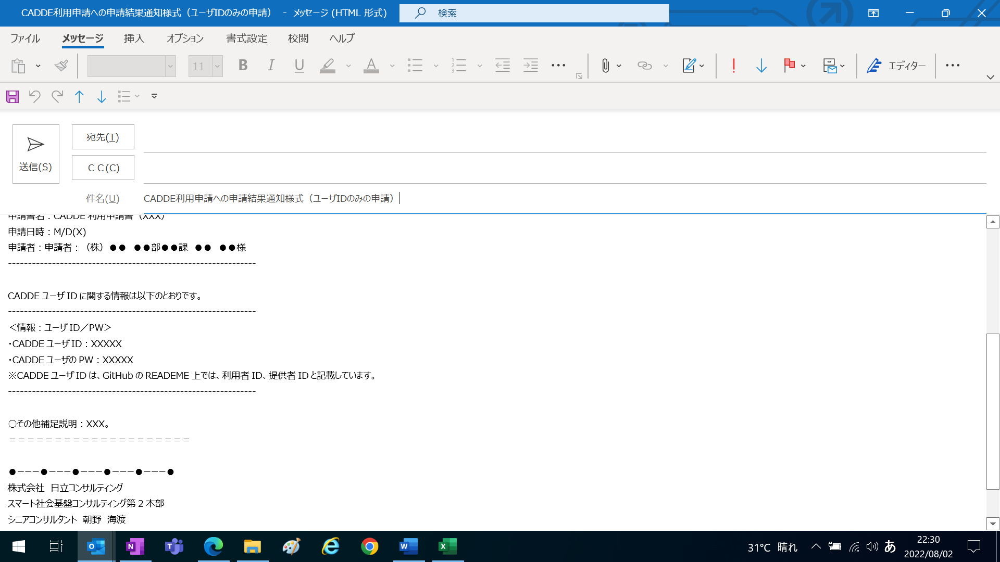 CADDE利用申請への申請結果通知様式（ユーザIDのみの申請） - メッセージ (HTML 形式)
検索
ファイル メッセージ 挿入 オプション 書式設定 校閲 ヘルプ
11 B I U A エディター
送信(S)
宛先(T)
ＣＣ(C)
件名(U) CADDE利用申請への申請結果通知様式（ユーザIDのみの申請）
申請書名：CADDE 利用申請書（XXX）
申請日時：M/D(X)
申請者：申請者：（株）●● ●●部●●課 ●● ●●様
--------------------------------------------------------------
CADDE ユーザ ID に関する情報は以下のとおりです。
--------------------------------------------------------------
＜情報：ユーザ ID／PW＞
・CADDE ユーザ ID：XXXXX
・CADDE ユーザの PW：XXXXX
※CADDE ユーザ ID は、GitHub の READEME 上では、利用者 ID、提供者 ID と記載しています。
--------------------------------------------------------------
○その他補足説明：XXX。
＝＝＝＝＝＝＝＝＝＝＝＝＝＝＝＝＝＝＝＝
●－－－●－－－●－－－●－－－●－－－●
株式会社　日立コンサルティング
スマート社会基盤コンサルティング第 2 本部
シニアコンサルタント　朝野　海渡
31°C 晴れ
あ
22:30
2022/08/02